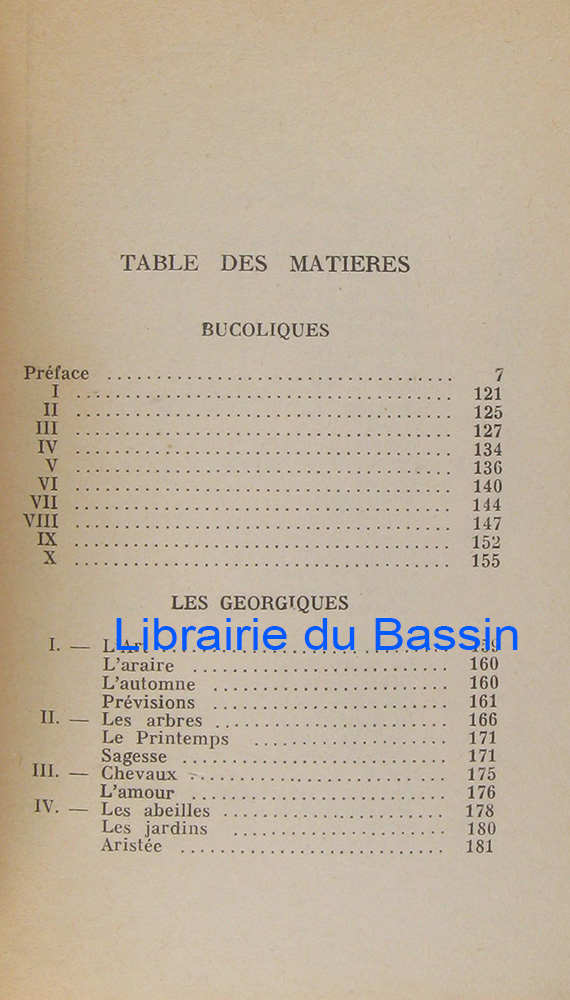 TABLE DES MATIERES
BUCOLIQUES
Préface .................................. 7
I ...................................... 121
II ...................................... 125
III ...................................... 127
IV ...................................... 134
V ...................................... 136
VI ...................................... 140
VII ...................................... 144
VIII ...................................... 147
IX ...................................... 152
X ...................................... 155
LES GEORGIQUES
Librairie du Bassin
I. — L'Art .............................. 159
L'araire .......................... 160
L'automne ........................ 160
Prévisions ........................ 161
II. — Les arbres ........................ 166
Le Printemps .................... 171
Sagesse ........................... 171
III. — Chevaux .......................... 175
L'amour .......................... 176
IV. — Les abeilles ...................... 178
Les jardins ...................... 180
Aristée ........................... 181